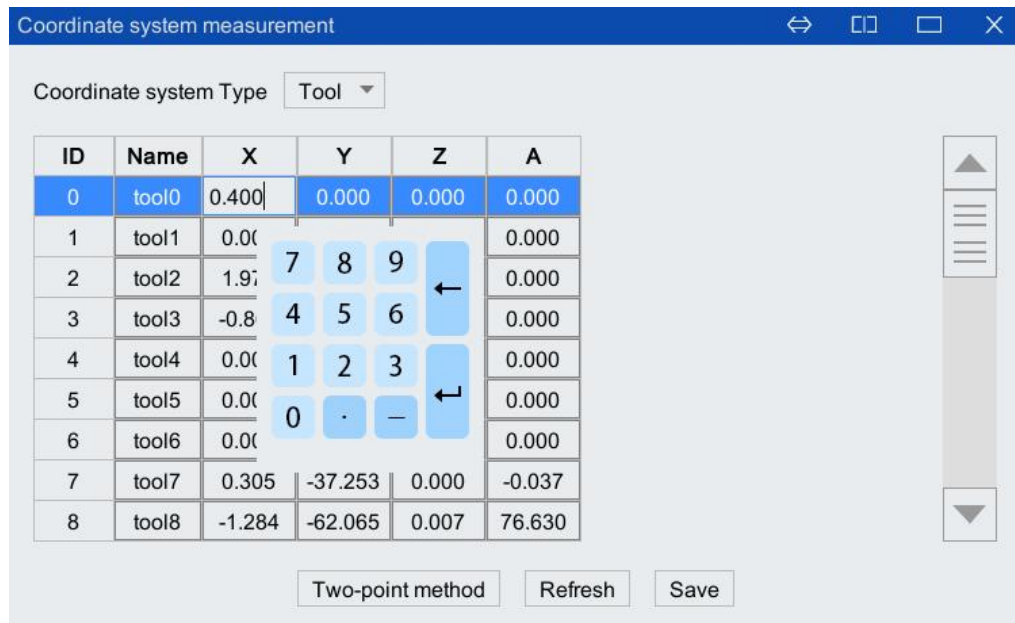 Coordinate system measurement
Coordinate system Type Tool
ID Name X Y Z A
0 tool0 0.400 0.000 0.000 0.000
1 tool1 0.000
2 tool2 0.000
3 tool3 0.000
4 tool4 0.000
5 tool5 0.000
6 tool6 0.000
7 8 9
4 5 6
1 2 3
0 . -
7 tool7 0.305 -37.253 0.000 -0.037
8 tool8 -1.284 -62.065 0.007 76.630
Two-point method Refresh Save